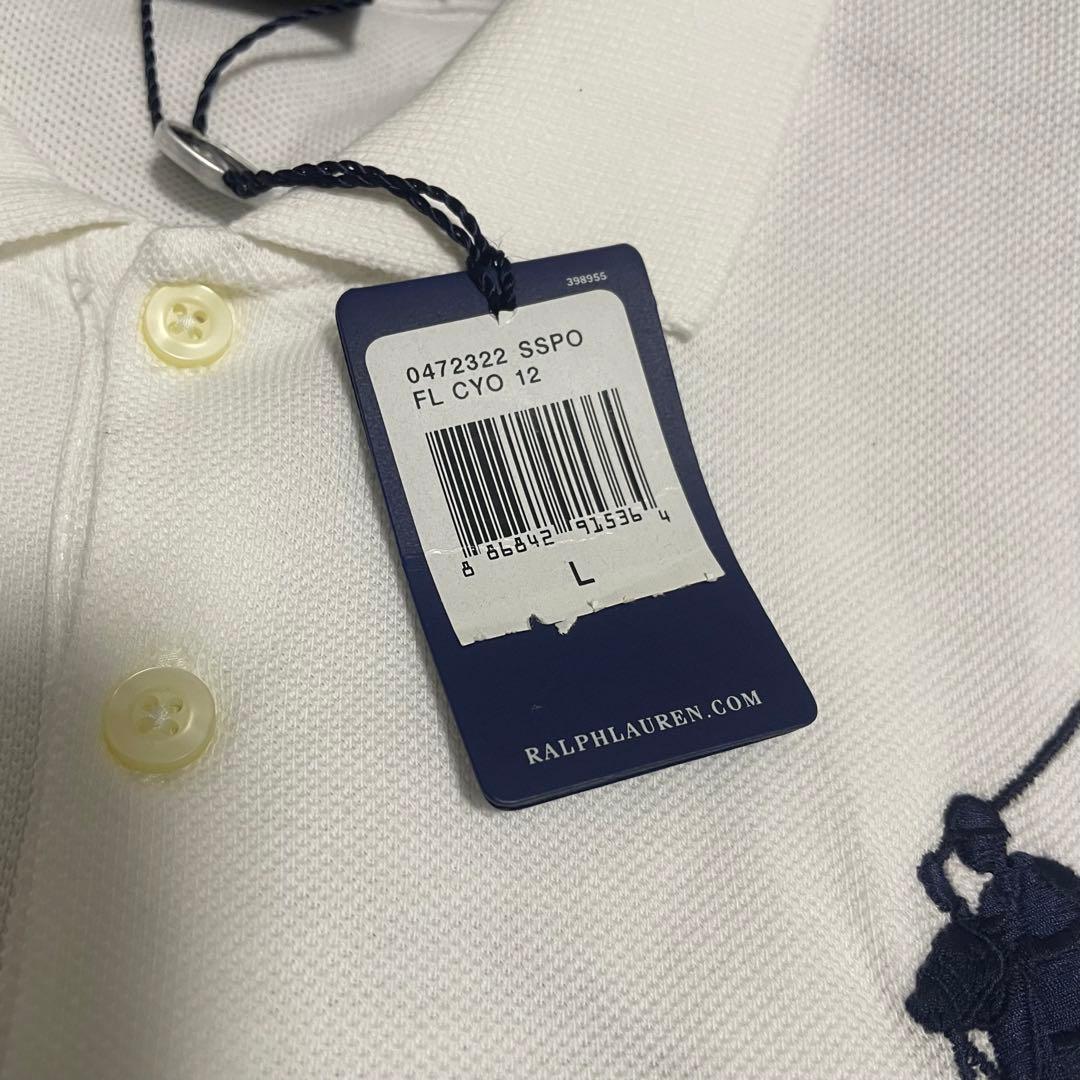 398955
0472322 SSPO
FL CYO 12
8 86842 91536 4
L
RALPHLAUREN.COM